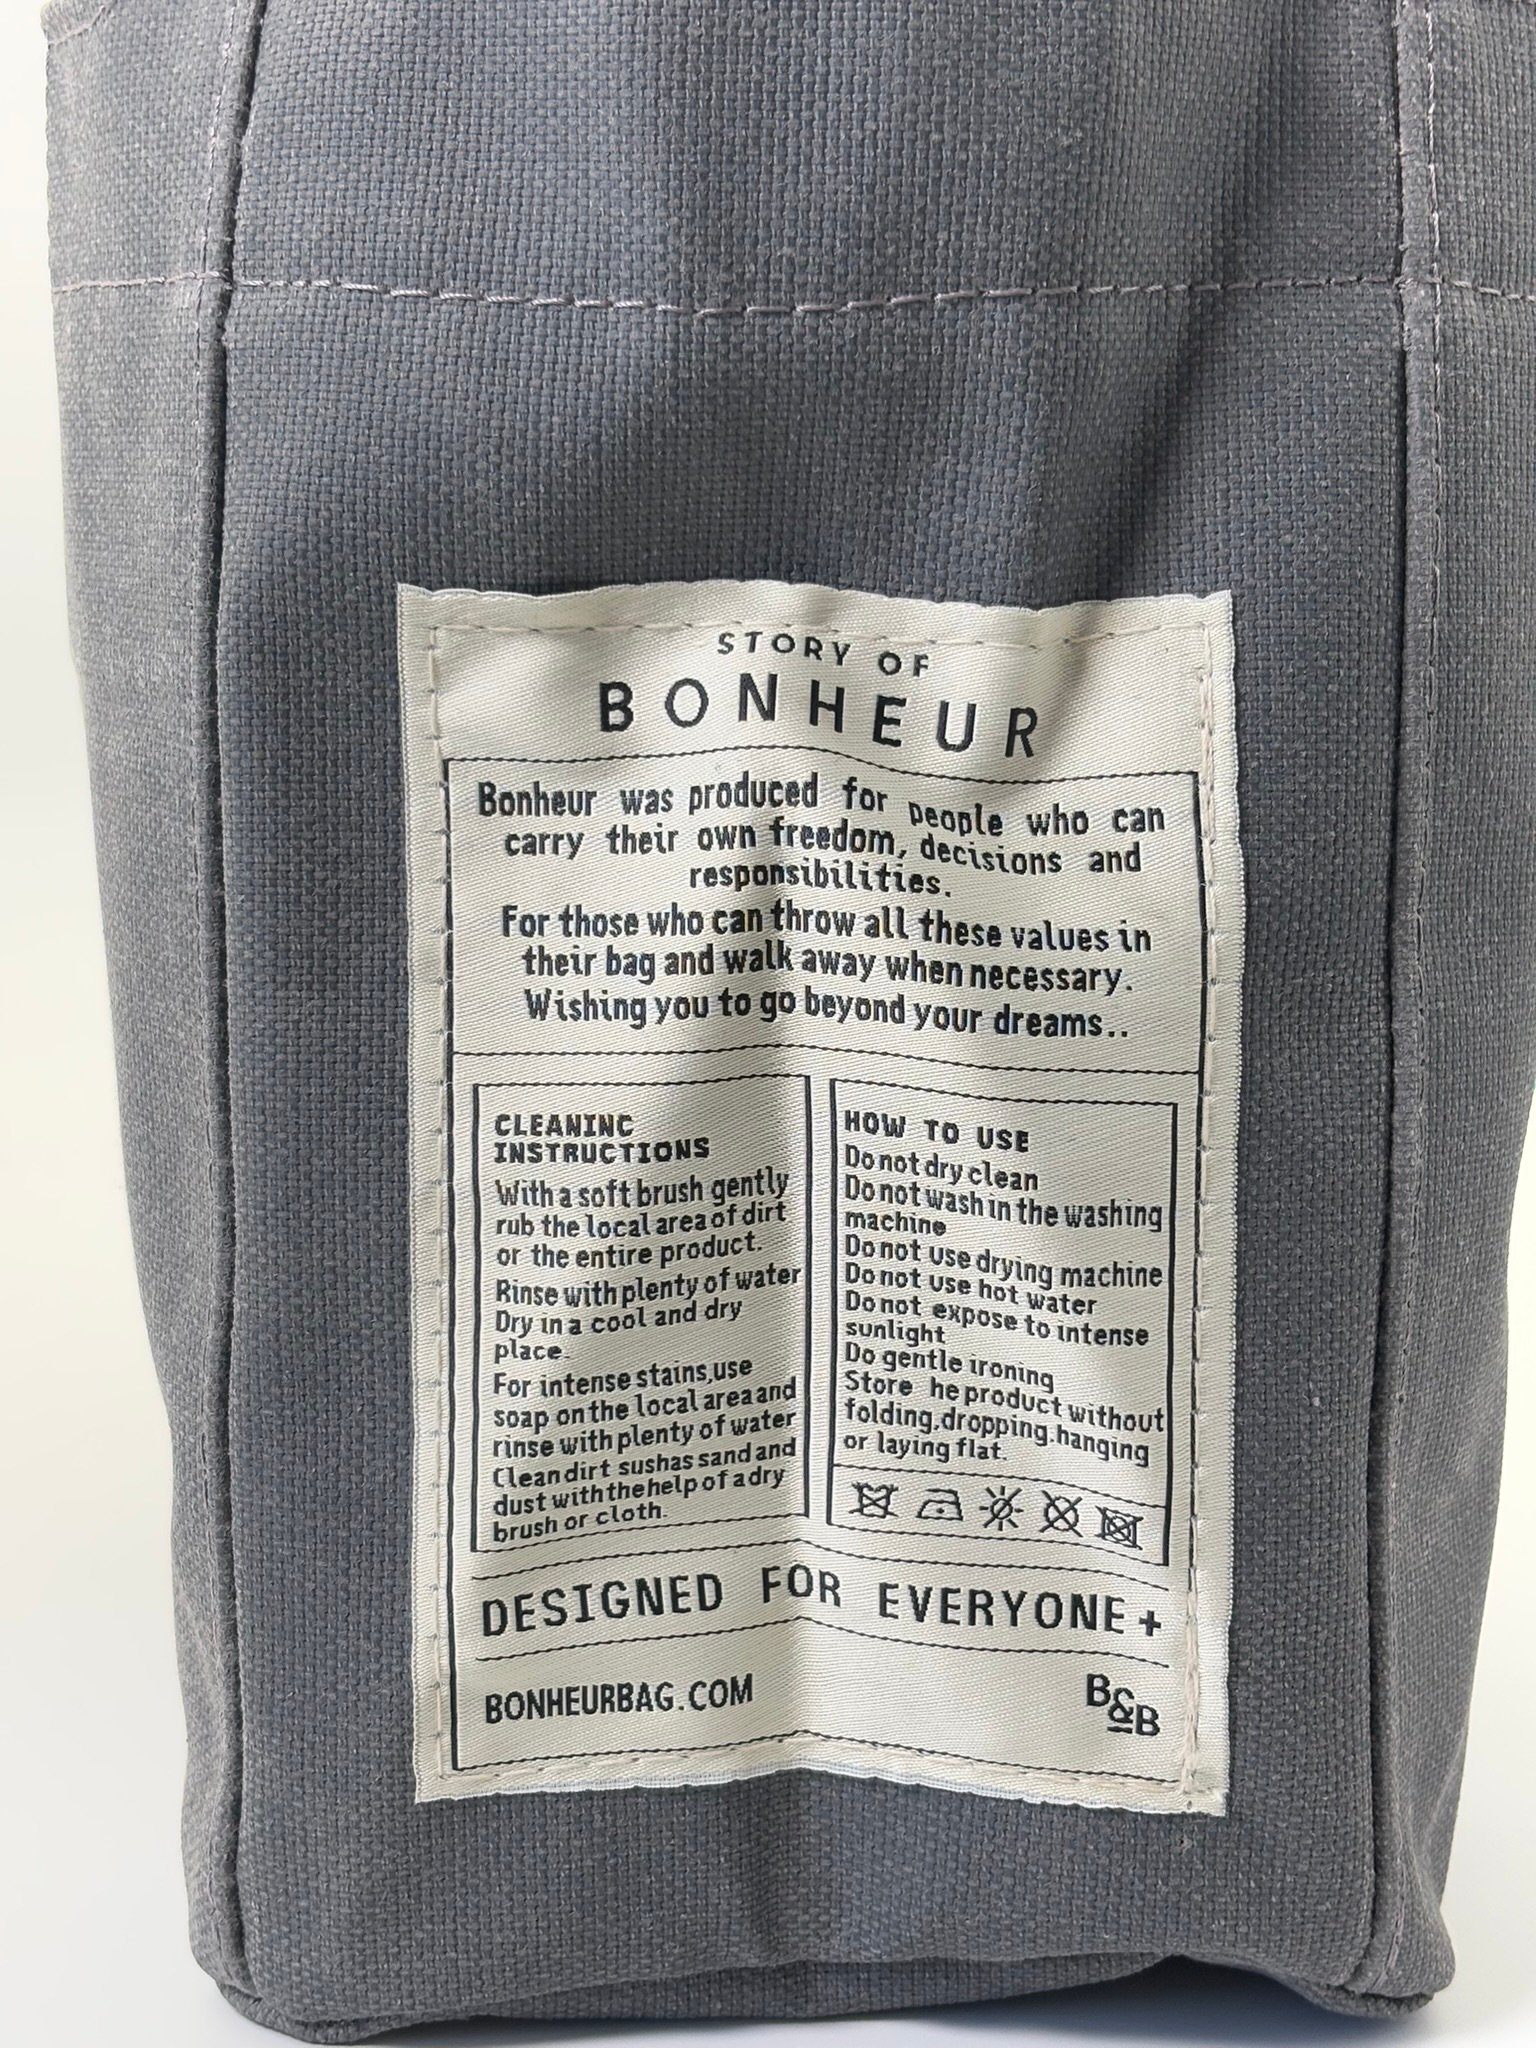 STORY OF
BONHEUR
Bonheur was produced for people who can
carry their own freedom, decisions and
responsibilities.
For those who can throw all these values in
their bag and walk away when necessary.
Wishing you to go beyond your dreams..
CLEANING
INSTRUCTIONS
With a soft brush gently
rub the local area of dirt
or the entire product.
Rinse with plenty of water
Dry in a cool and dry
place.
For intense stains,use
soap on the local area and
rinse with plenty of water
Clean dirt sushas sand and
dust with the help of a dry
brush or cloth.
HOW TO USE
Do not dry clean
Do not wash in the washing
machine
Do not use drying machine
Do not use hot water
Do not expose to intense
sunlight
Do gentle ironing
Store he product without
folding,dropping.hanging
or laying flat.
DESIGNED FOR EVERYONE+
BONHEURBAG.COM
B&B